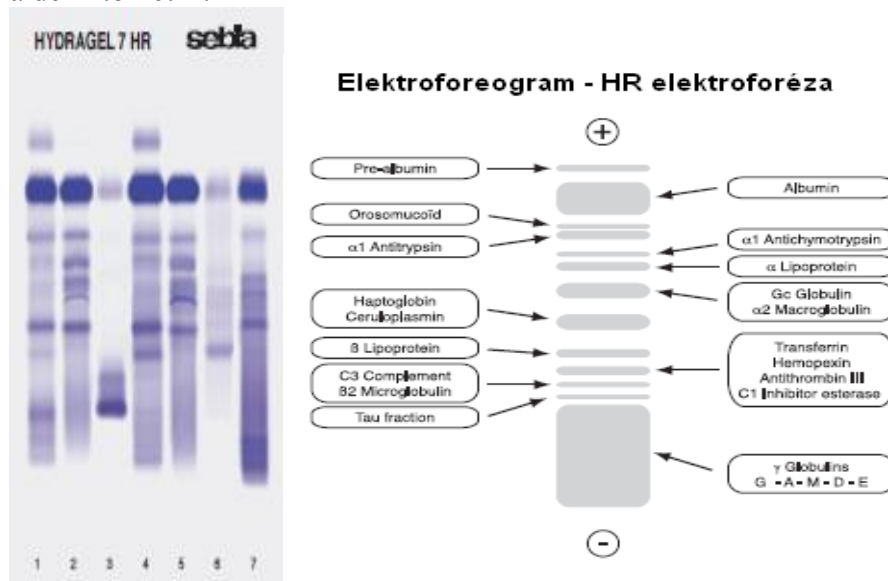 HYDRAGEL 7 HR
sebia
1 2 3 4 5 6 7
Elektroforeogram - HR elektroforéza
+
Pre-albumin
Albumin
Orosomucoïd
α1 Antitrypsin
α1 Antichymotrypsin
α Lipoprotein
Gc Globulin
α2 Macroglobulin
Haptoglobin
Ceruloplasmin
ß Lipoprotein
Transferrin
Hemopexin
Antithrombin III
C1 Inhibitor esterase
C3 Complement
ß2 Microglobulin
Tau fraction
γ Globulins
G - A - M - D - E
-